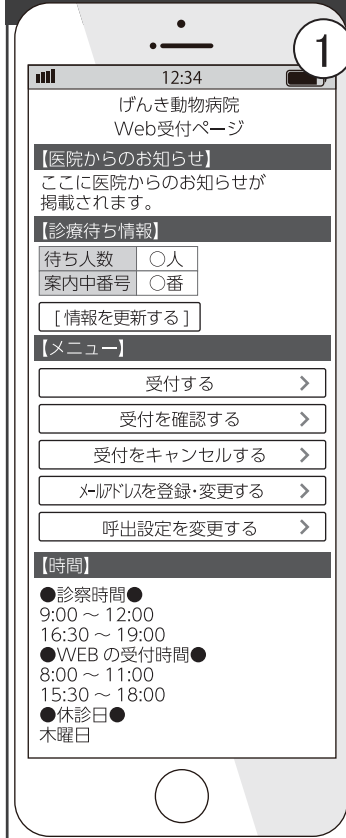 1
12:34
げんき動物病院
Web受付ページ
【医院からのお知らせ】
ここに医院からのお知らせが
掲載されます。
【診療待ち情報】
待ち人数 ○人
案内中番号 ○番
[ 情報を更新する ]
【メニュー】
受付する >
受付を確認する >
受付をキャンセルする >
メールアドレスを登録・変更する >
呼出設定を変更する >
【時間】
●診察時間●
9:00 ～ 12:00
16:30 ～ 19:00
●WEB の受付時間●
8:00 ～ 11:00
15:30 ～ 18:00
●休診日●
木曜日